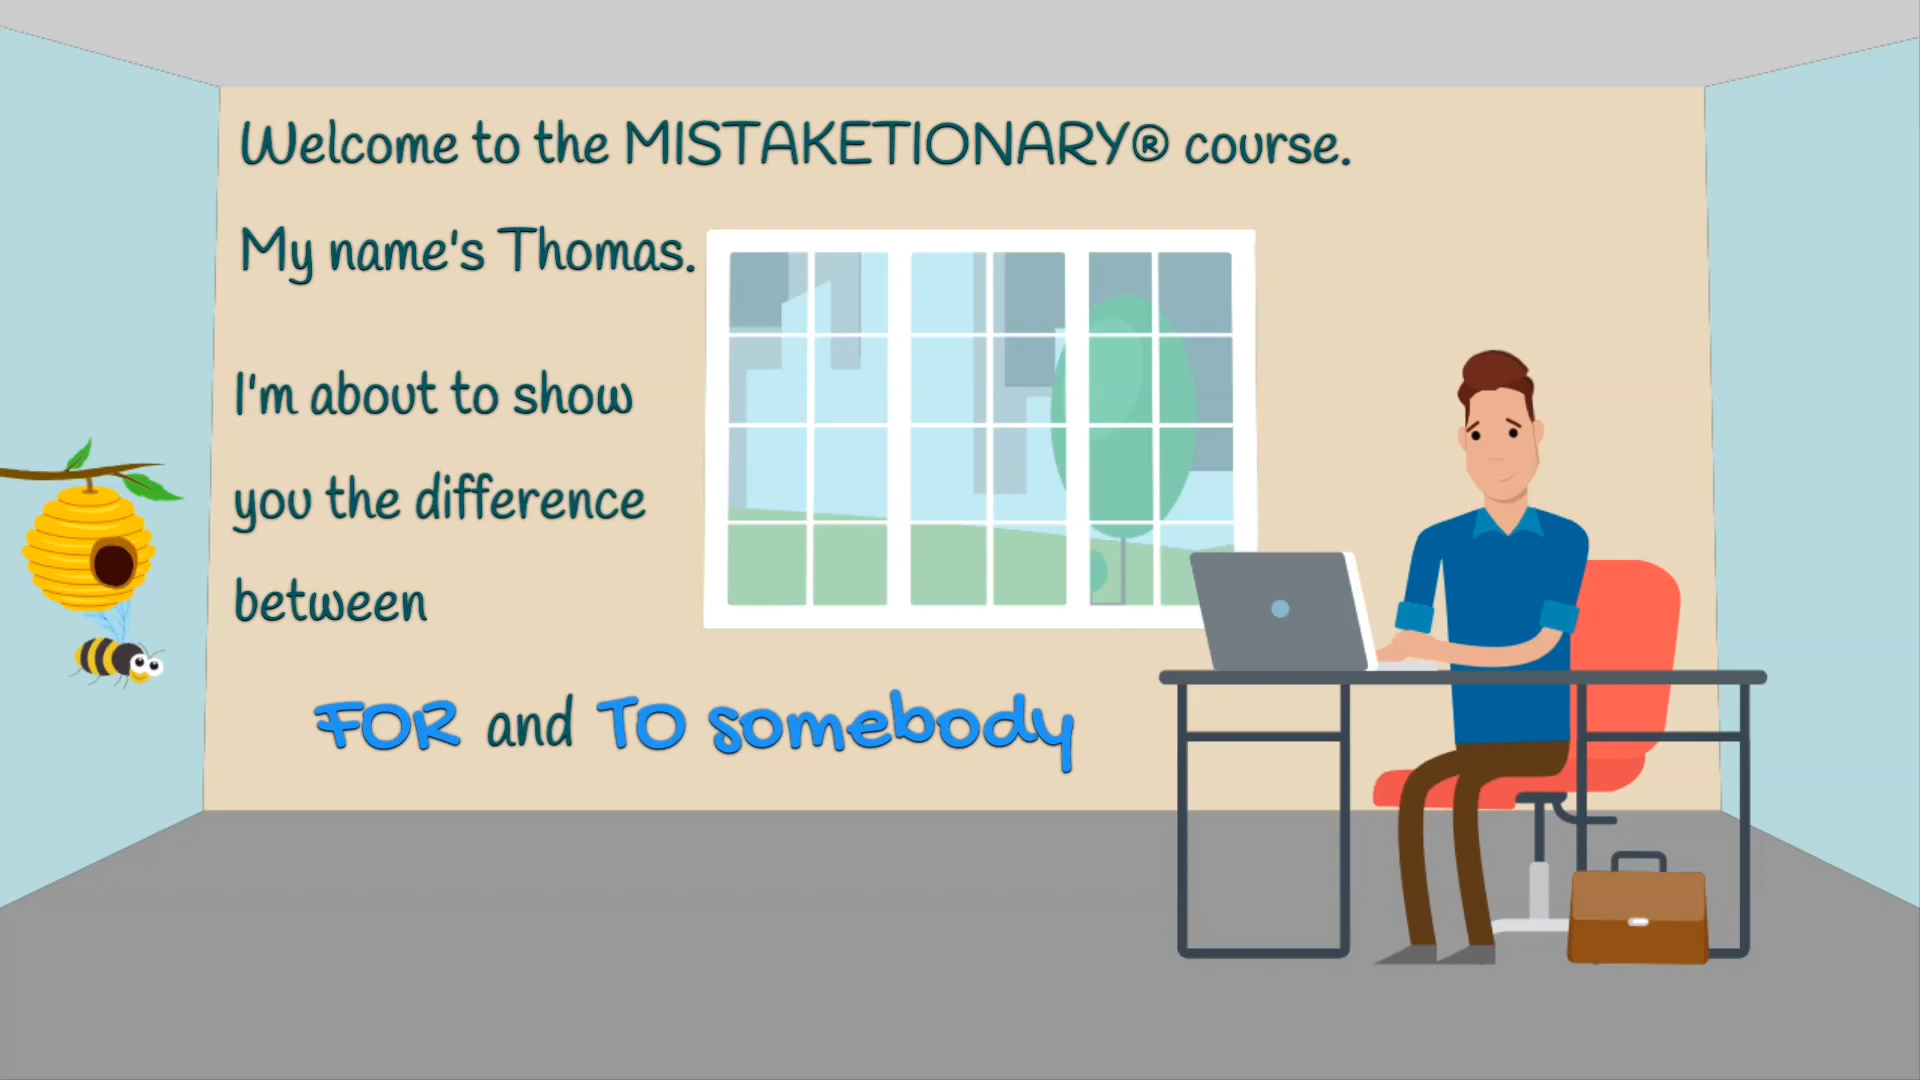 Welcome to the MISTAKETIONARY® course.
My name's Thomas.
I'm about to show
you the difference
between
FOR and TO somebody